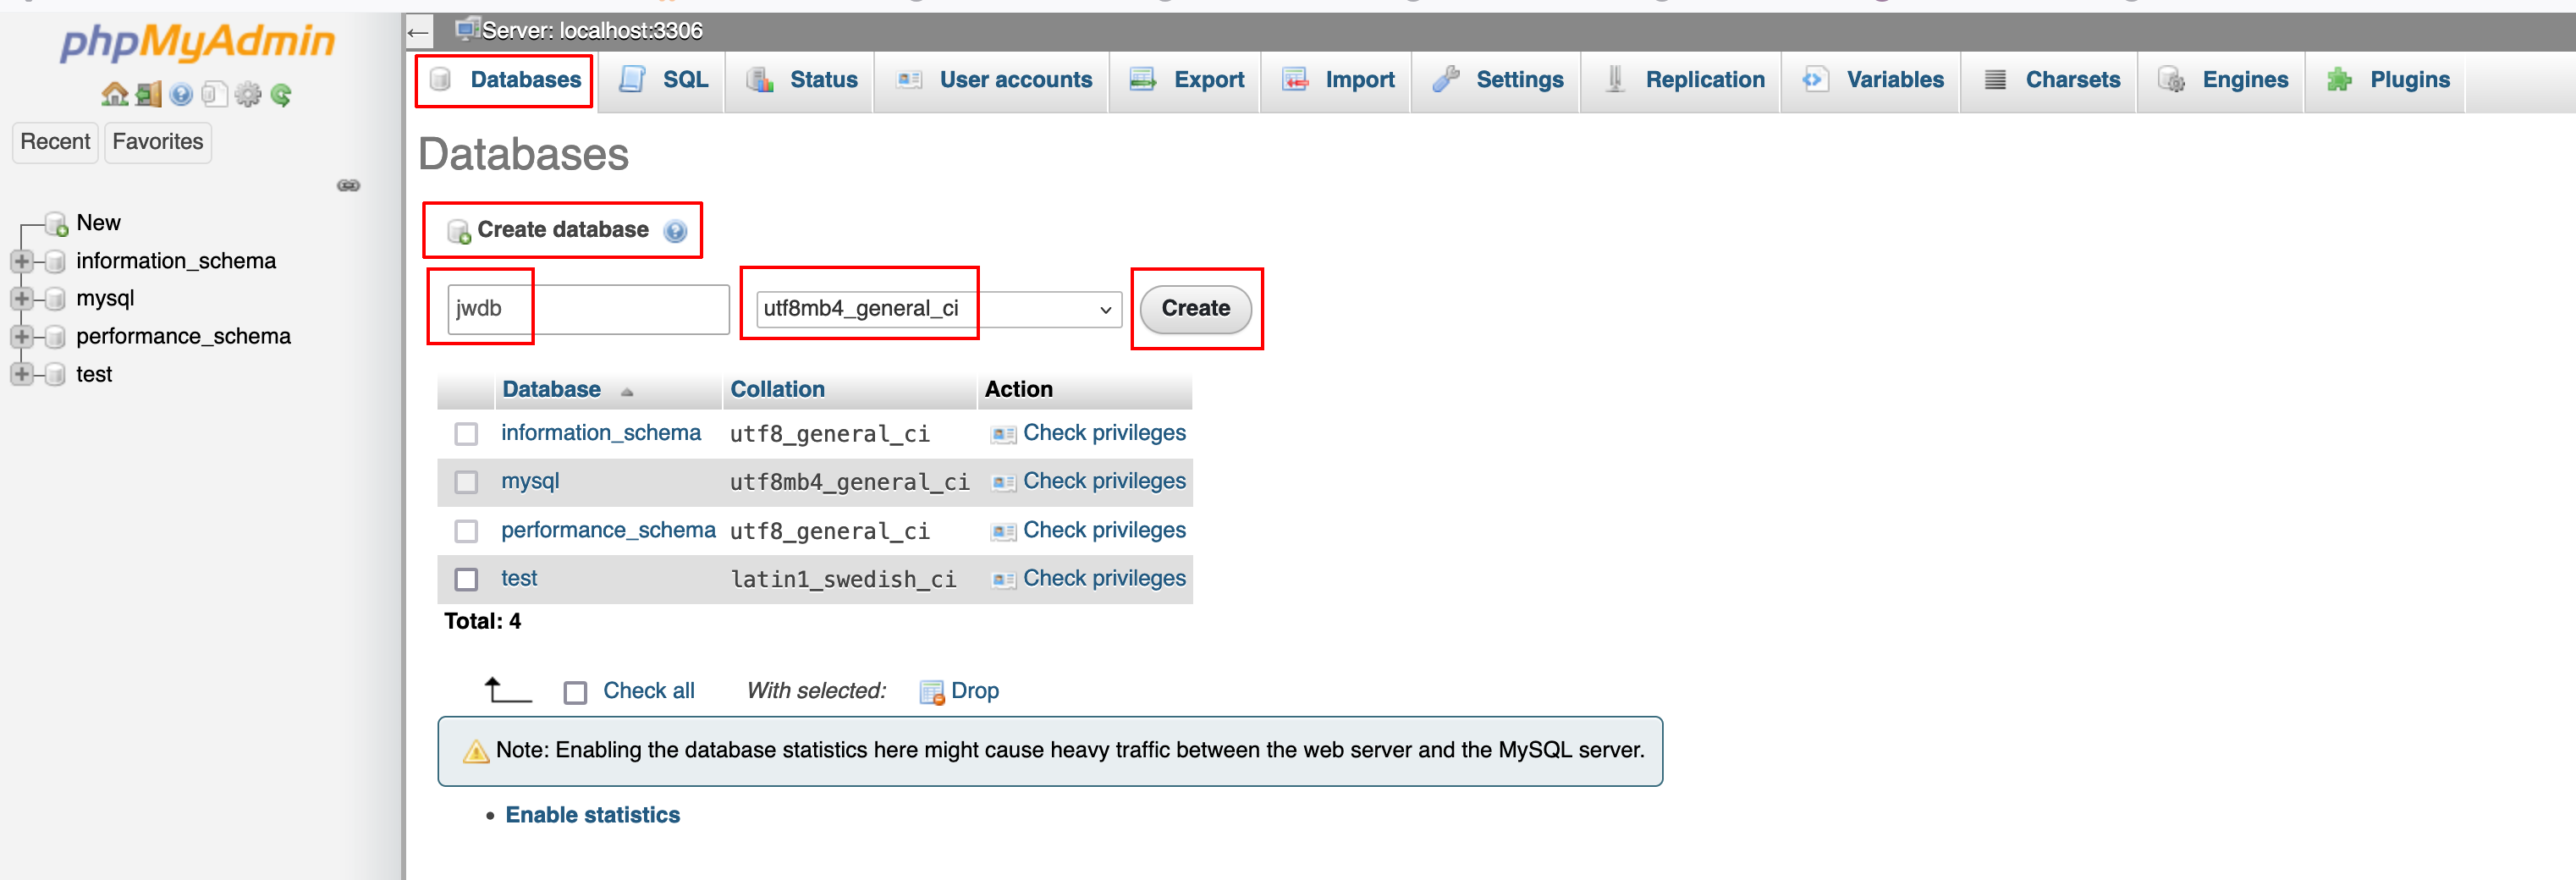 phpMyAdmin
Recent Favorites
New
information_schema
mysql
performance_schema
test
Server: localhost:3306
Databases SQL Status User accounts Export Import Settings Replication Variables Charsets Engines Plugins
Databases
Create database
jwdb utf8mb4_general_ci Create
Database Collation Action
information_schema utf8_general_ci Check privileges
mysql utf8mb4_general_ci Check privileges
performance_schema utf8_general_ci Check privileges
test latin1_swedish_ci Check privileges
Total: 4
Check all With selected: Drop
Note: Enabling the database statistics here might cause heavy traffic between the web server and the MySQL server.
Enable statistics